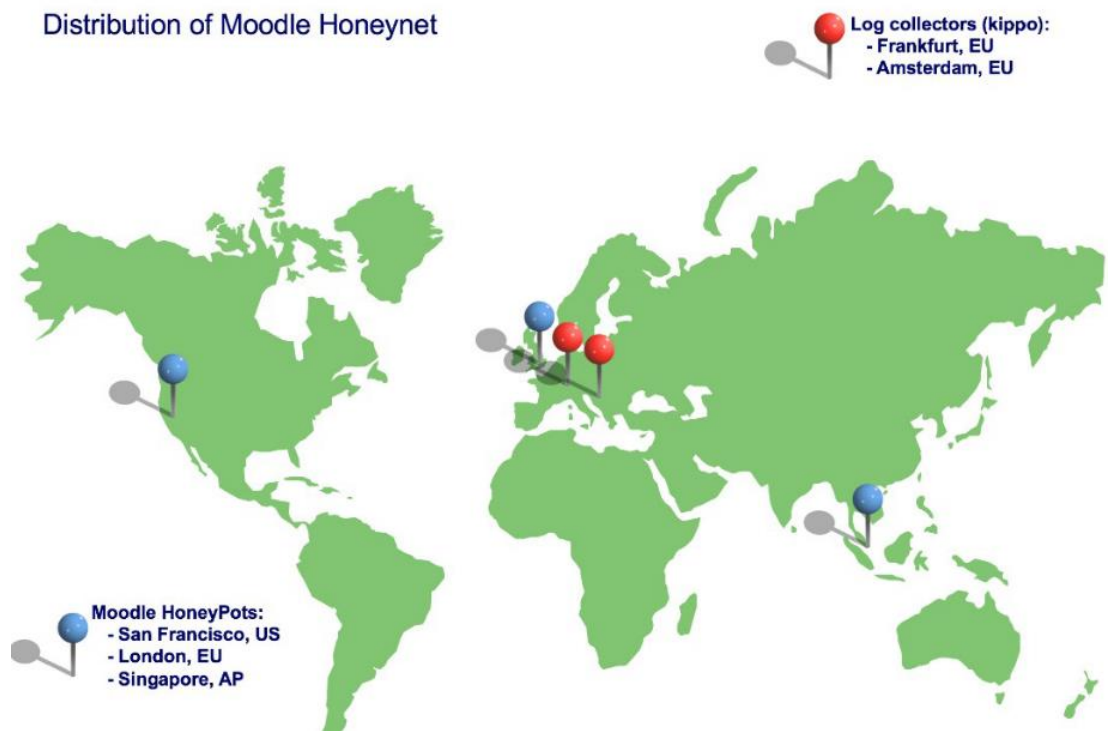 Distribution of Moodle Honeynet
Log collectors (kippo):
- Frankfurt, EU
- Amsterdam, EU
Moodle HoneyPots:
- San Francisco, US
- London, EU
- Singapore, AP